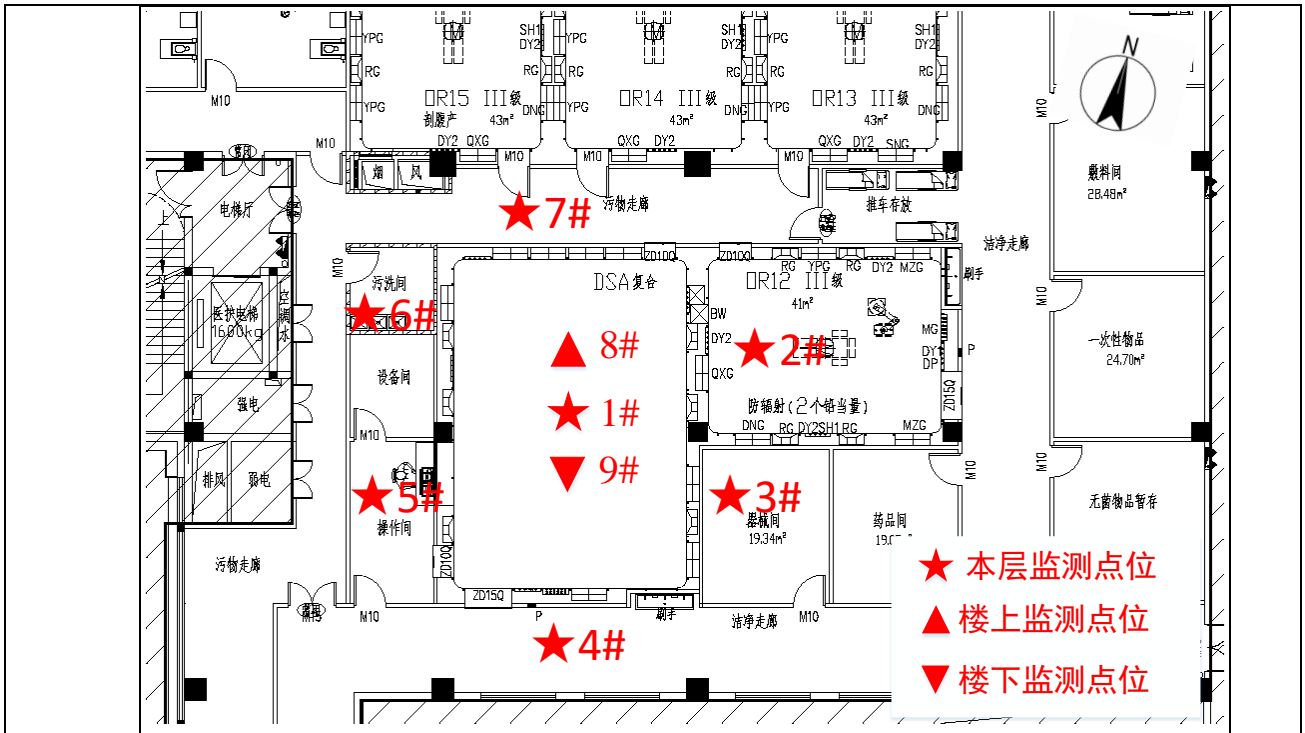 OR15 III级
43m²
剖腹产
OR14 III级
43m²
OR13 III级
43m²
SH1
DY2
SH1
DY2
SH1
DY2
YPG
YPG
YPG
RG
RG
RG
RG
RG
YPG
DNG
YPG
DNG
YPG
DNG
DY2
QXG
QXG
DY2
DY2
SNG
N
M10
M10
M10
M10
M10
M10
烟
风
电梯厅
上
7#
污物走廊
推车存放
洁净走廊
敷料间
28.48m²
ZD10Q
ZD10Q
RG
YPG
RG
DY2
MZG
刷手
M10
污洗间
DSA复合
OR12 III级
41m²
M10
医护电梯
1600kg
空调水
6#
8#
BW
DY2
2#
MG
DY1
DP
P
一次性物品
24.70m²
QXG
设备间
强电
1#
防辐射(2个铅当量)
ZD15Q
DNG
RG
DY2
SH1
RG
MZG
M10
M10
M10
排风
弱电
9#
5#
3#
操作间
器械间
19.34m²
药品间
无菌物品暂存
污物走廊
ZD10Q
ZD15Q
M15
M10
P
刷手
洁净走廊
M10
4#
本层监测点位
楼上监测点位
楼下监测点位